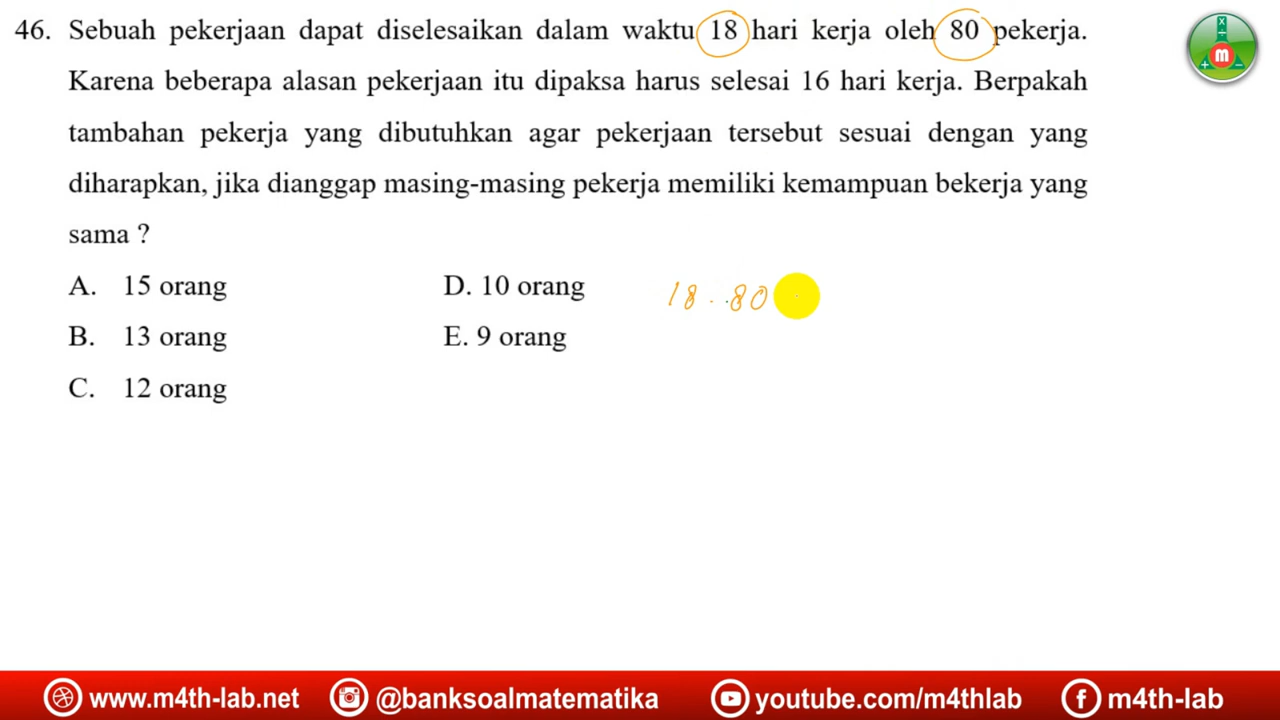 46. Sebuah pekerjaan dapat diselesaikan dalam waktu 18 hari kerja oleh 80 pekerja.
Karena beberapa alasan pekerjaan itu dipaksa harus selesai 16 hari kerja. Berpakah
tambahan pekerja yang dibutuhkan agar pekerjaan tersebut sesuai dengan yang
diharapkan, jika dianggap masing-masing pekerja memiliki kemampuan bekerja yang
sama ?
A. 15 orang D. 10 orang 18 . 80
B. 13 orang E. 9 orang
C. 12 orang
x ÷ m + −
www.m4th-lab.net @banksoalmatematika youtube.com/m4thlab m4th-lab